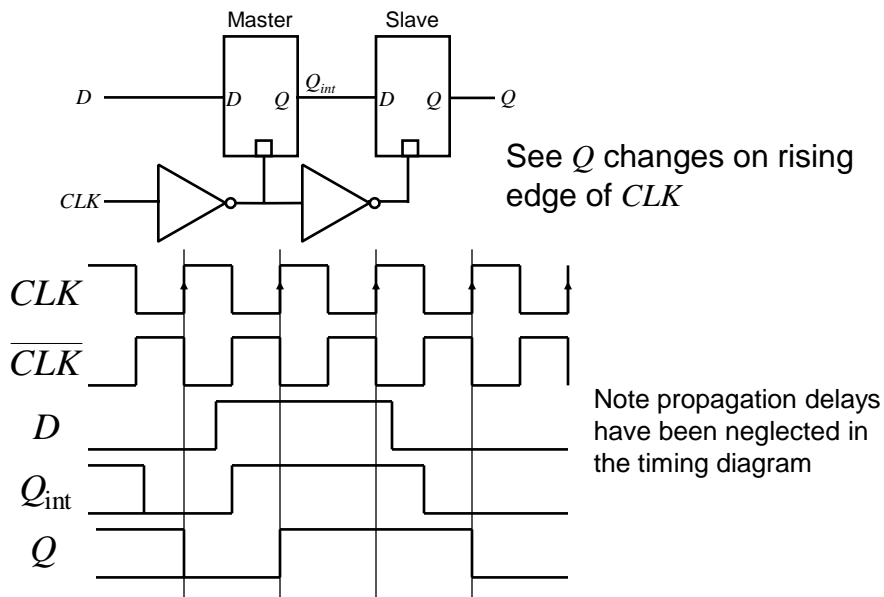 Master Slave
D D Q Q_int D Q Q
CLK
See Q changes on rising
edge of CLK
CLK
\overline{CLK}
D
Note propagation delays
have been neglected in
the timing diagram
Q_int
Q